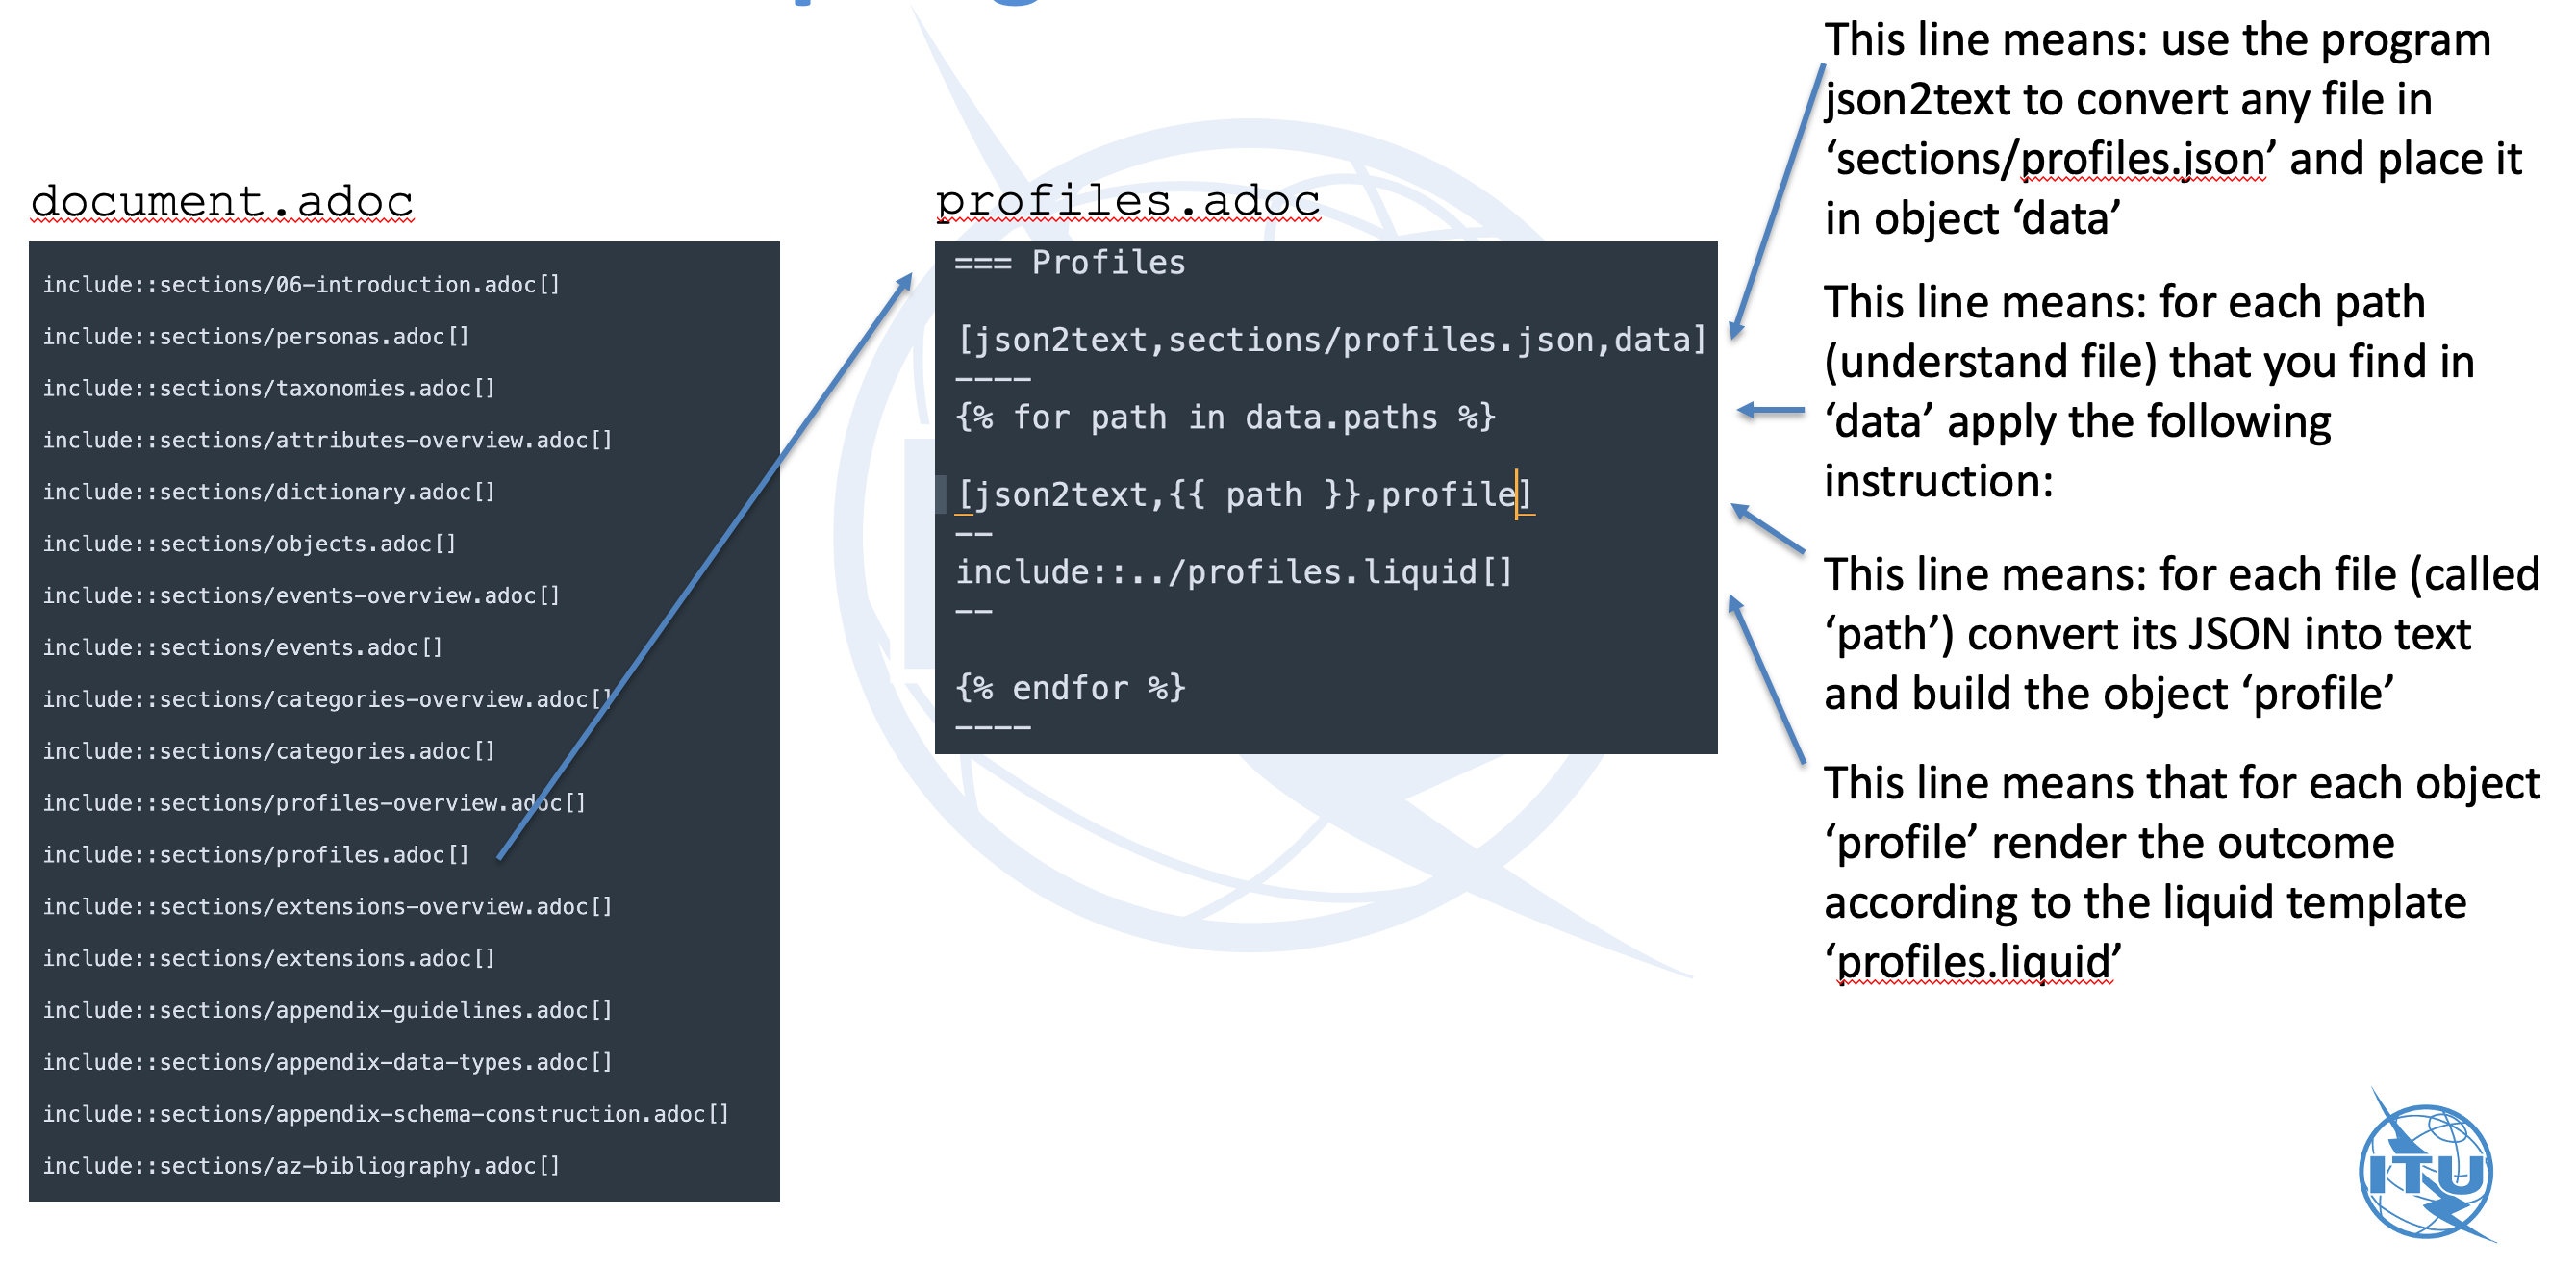 document.adoc
include::sections/06-introduction.adoc[]
include::sections/personas.adoc[]
include::sections/taxonomies.adoc[]
include::sections/attributes-overview.adoc[]
include::sections/dictionary.adoc[]
include::sections/objects.adoc[]
include::sections/events-overview.adoc[]
include::sections/events.adoc[]
include::sections/categories-overview.adoc[]
include::sections/categories.adoc[]
include::sections/profiles-overview.adoc[]
include::sections/profiles.adoc[]
include::sections/extensions-overview.adoc[]
include::sections/extensions.adoc[]
include::sections/appendix-guidelines.adoc[]
include::sections/appendix-data-types.adoc[]
include::sections/appendix-schema-construction.adoc[]
include::sections/az-bibliography.adoc[]
profiles.adoc
=== Profiles
[json2text,sections/profiles.json,data]
----
{% for path in data.paths %}
[json2text,{{ path }},profile]
--
include::../profiles.liquid[]
--
{% endfor %}
----
This line means: use the program
json2text to convert any file in
‘sections/profiles.json’ and place it
in object ‘data’
This line means: for each path
(understand file) that you find in
‘data’ apply the following
instruction:
This line means: for each file (called
‘path’) convert its JSON into text
and build the object ‘profile’
This line means that for each object
‘profile’ render the outcome
according to the liquid template
‘profiles.liquid’
ITU